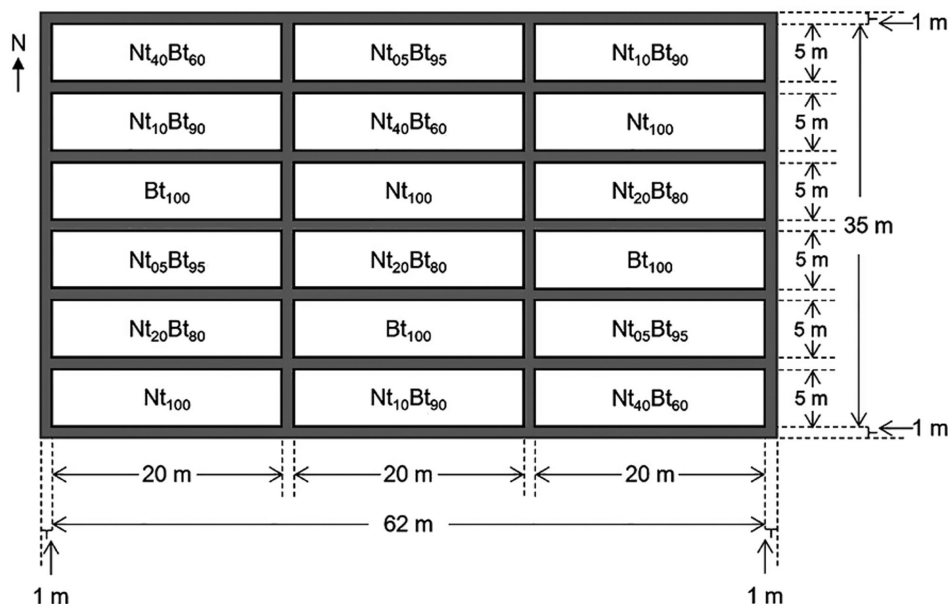 1 m
N
Nt₄₀Bt₆₀ Nt₀₅Bt₉₅ Nt₁₀Bt₉₀ 5 m
Nt₁₀Bt₉₀ Nt₄₀Bt₆₀ Nt₁₀₀ 5 m
Bt₁₀₀ Nt₁₀₀ Nt₂₀Bt₈₀ 5 m
35 m
Nt₀₅Bt₉₅ Nt₂₀Bt₈₀ Bt₁₀₀ 5 m
Nt₂₀Bt₈₀ Bt₁₀₀ Nt₀₅Bt₉₅ 5 m
Nt₁₀₀ Nt₁₀Bt₉₀ Nt₄₀Bt₆₀ 5 m
1 m
20 m 20 m 20 m
62 m
1 m 1 m